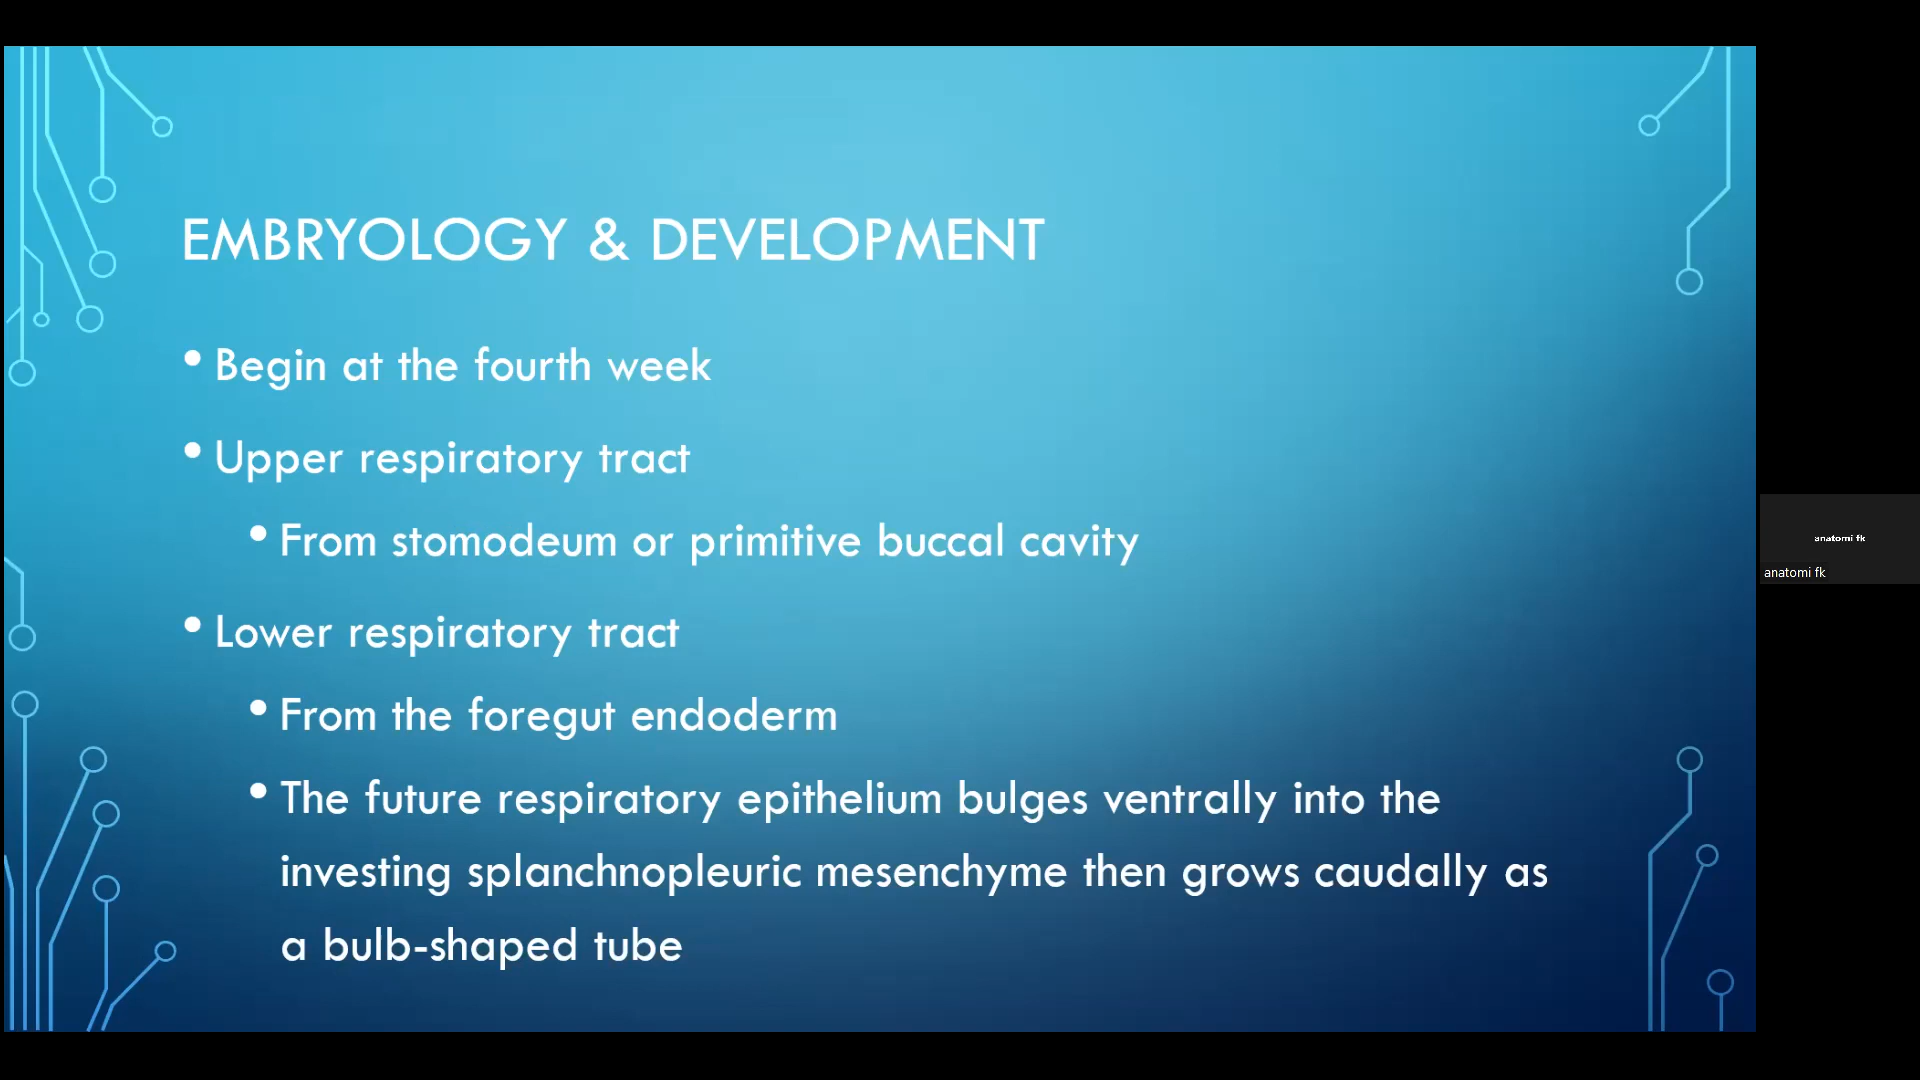 EMBRYOLOGY & DEVELOPMENT
• Begin at the fourth week
• Upper respiratory tract
• From stomodeum or primitive buccal cavity
• Lower respiratory tract
• From the foregut endoderm
• The future respiratory epithelium bulges ventrally into the
investing splanchnopleuric mesenchyme then grows caudally as
a bulb-shaped tube
anatomi fk
anatomi fk